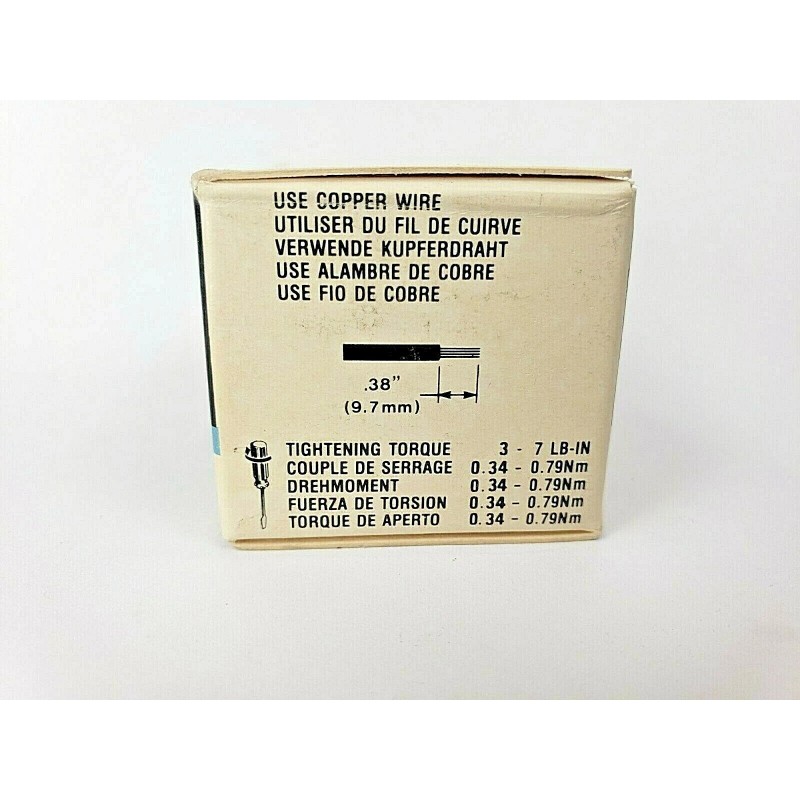 USE COPPER WIRE
UTILISER DU FIL DE CUIRVE
VERWENDE KUPFERDRAHT
USE ALAMBRE DE COBRE
USE FIO DE COBRE
.38"
(9.7mm)
TIGHTENING TORQUE 3 - 7 LB-IN
COUPLE DE SERRAGE 0.34 - 0.79Nm
DREHMOMENT 0.34 - 0.79Nm
FUERZA DE TORSION 0.34 - 0.79Nm
TORQUE DE APERTO 0.34 - 0.79Nm